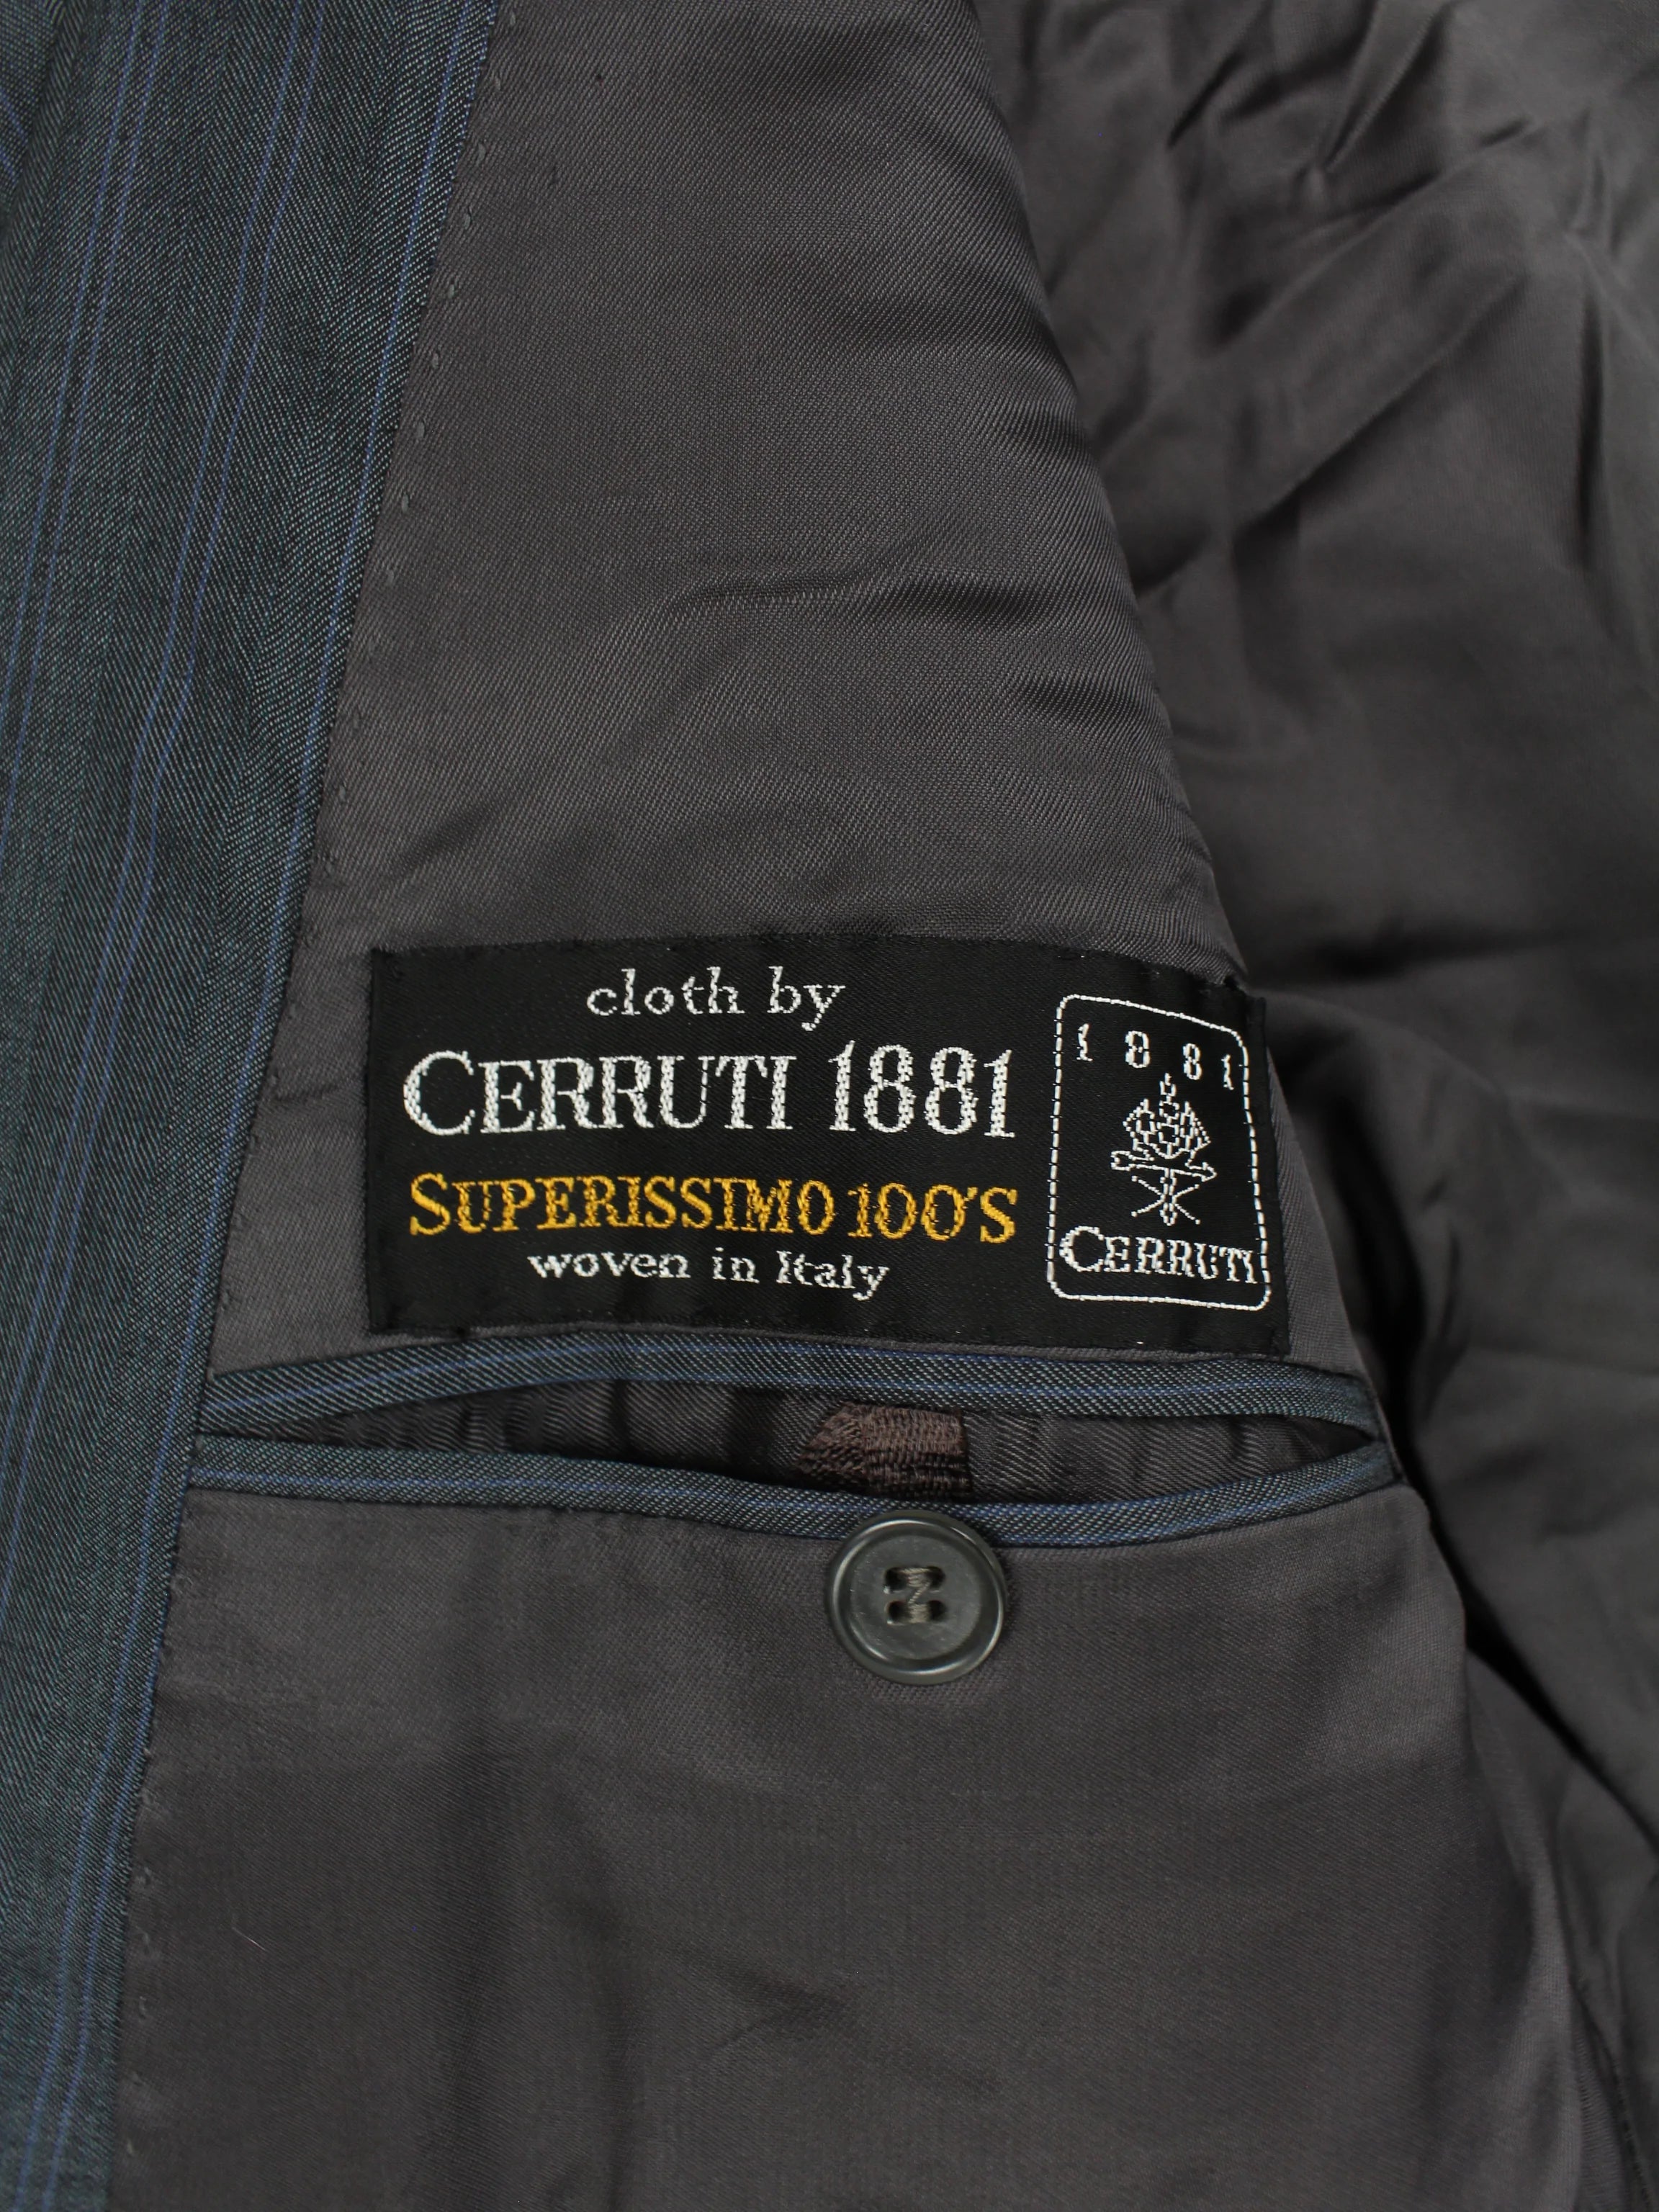 cloth by
CERRUTI 1881
SUPERISSIMO 100'S
woven in Italy
1881
CERRUTI